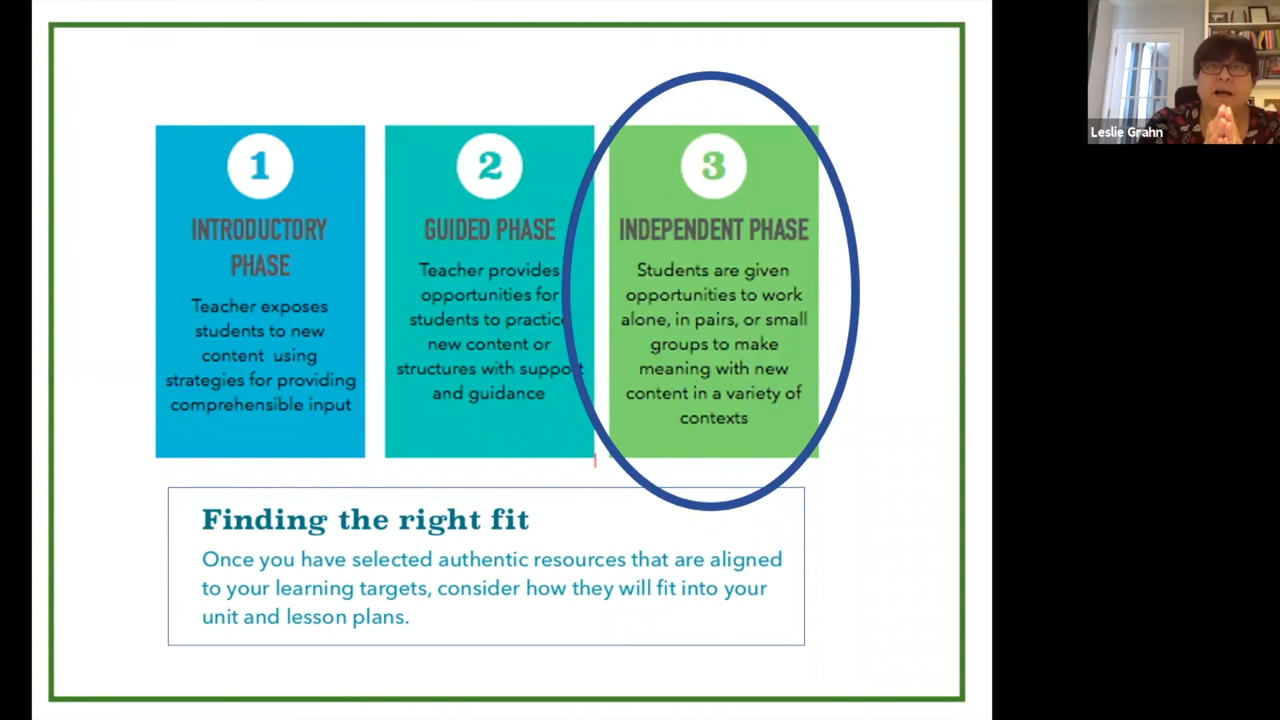 1
INTRODUCTORY
PHASE
Teacher exposes
students to new
content using
strategies for providing
comprehensible input
2
GUIDED PHASE
Teacher provides
opportunities for
students to practice
new content or
structures with support
and guidance
3
INDEPENDENT PHASE
Students are given
opportunities to work
alone, in pairs, or small
groups to make
meaning with new
content in a variety of
contexts
Finding the right fit
Once you have selected authentic resources that are aligned
to your learning targets, consider how they will fit into your
unit and lesson plans.
Leslie Grahn